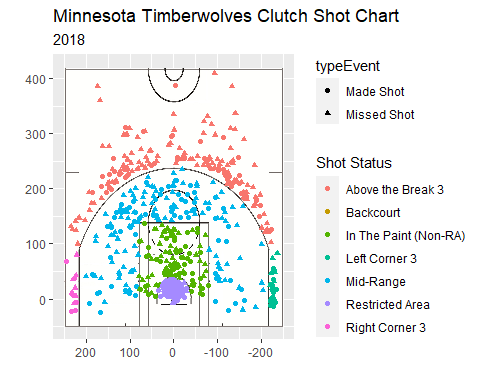 Minnesota Timberwolves Clutch Shot Chart
2018
typeEvent
Made Shot
Missed Shot
Shot Status
Above the Break 3
Backcourt
In The Paint (Non-RA)
Left Corner 3
Mid-Range
Restricted Area
Right Corner 3
400
300
200
100
0
200 100 0 -100 -200